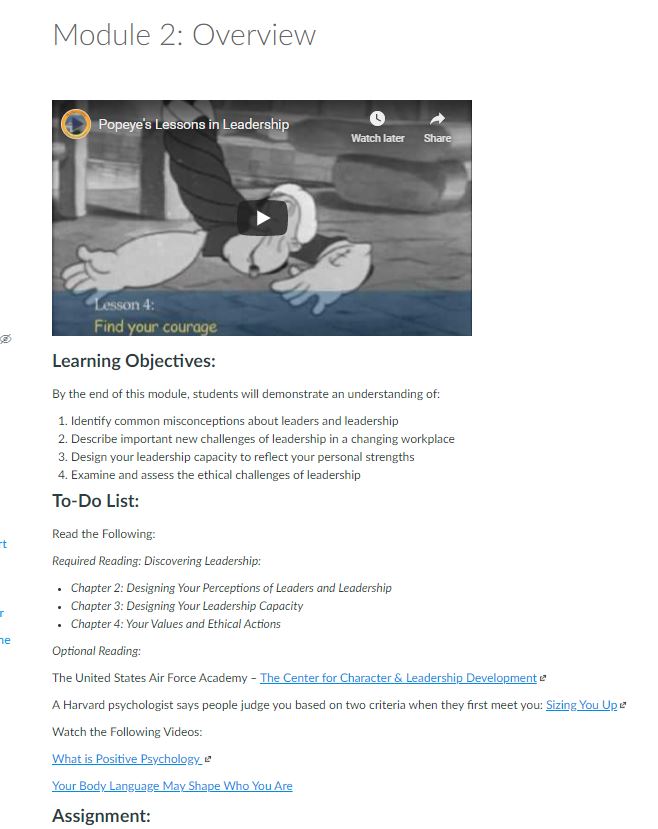 Module 2: Overview
Popeye's Lessons in Leadership
Watch later
Share
Lesson 4:
Find your courage
Learning Objectives:
By the end of this module, students will demonstrate an understanding of:
1. Identify common misconceptions about leaders and leadership
2. Describe important new challenges of leadership in a changing workplace
3. Design your leadership capacity to reflect your personal strengths
4. Examine and assess the ethical challenges of leadership
To-Do List:
Read the Following:
rt
Required Reading: Discovering Leadership:
• Chapter 2: Designing Your Perceptions of Leaders and Leadership
• Chapter 3: Designing Your Leadership Capacity
r
• Chapter 4: Your Values and Ethical Actions
ne
Optional Reading:
The United States Air Force Academy – The Center for Character & Leadership Development
A Harvard psychologist says people judge you based on two criteria when they first meet you: Sizing You Up
Watch the Following Videos:
What is Positive Psychology
Your Body Language May Shape Who You Are
Assignment: